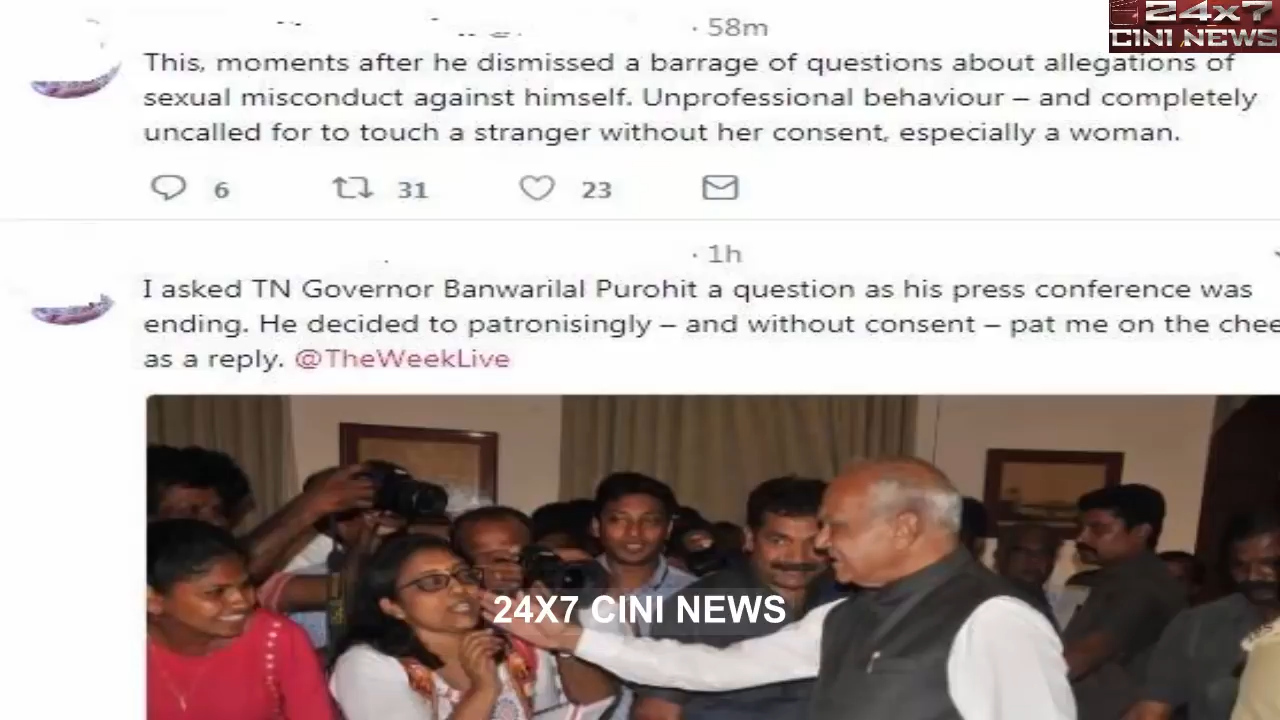 24x7
CINI NEWS
· 58m
This, moments after he dismissed a barrage of questions about allegations of
sexual misconduct against himself. Unprofessional behaviour – and completely
uncalled for to touch a stranger without her consent, especially a woman.
6 31 23
· 1h
I asked TN Governor Banwarilal Purohit a question as his press conference was
ending. He decided to patronisingly – and without consent – pat me on the chee
as a reply. @TheWeekLive
24X7 CINI NEWS